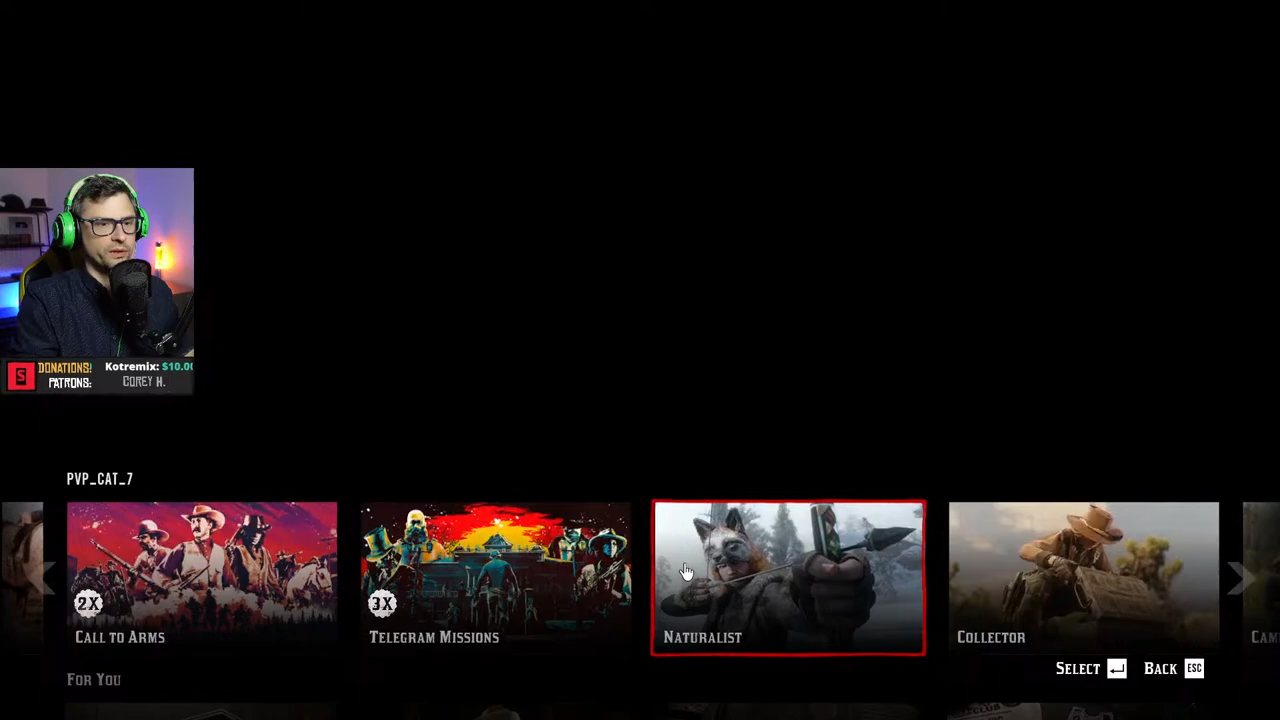 S
DONATIONS!
Kotremix: $10.00
PATRONS:
COREY H.
PVP_CAT_7
2X
CALL TO ARMS
3X
TELEGRAM MISSIONS
NATURALIST
COLLECTOR
CAM
SELECT
BACK ESC
FOR YOU